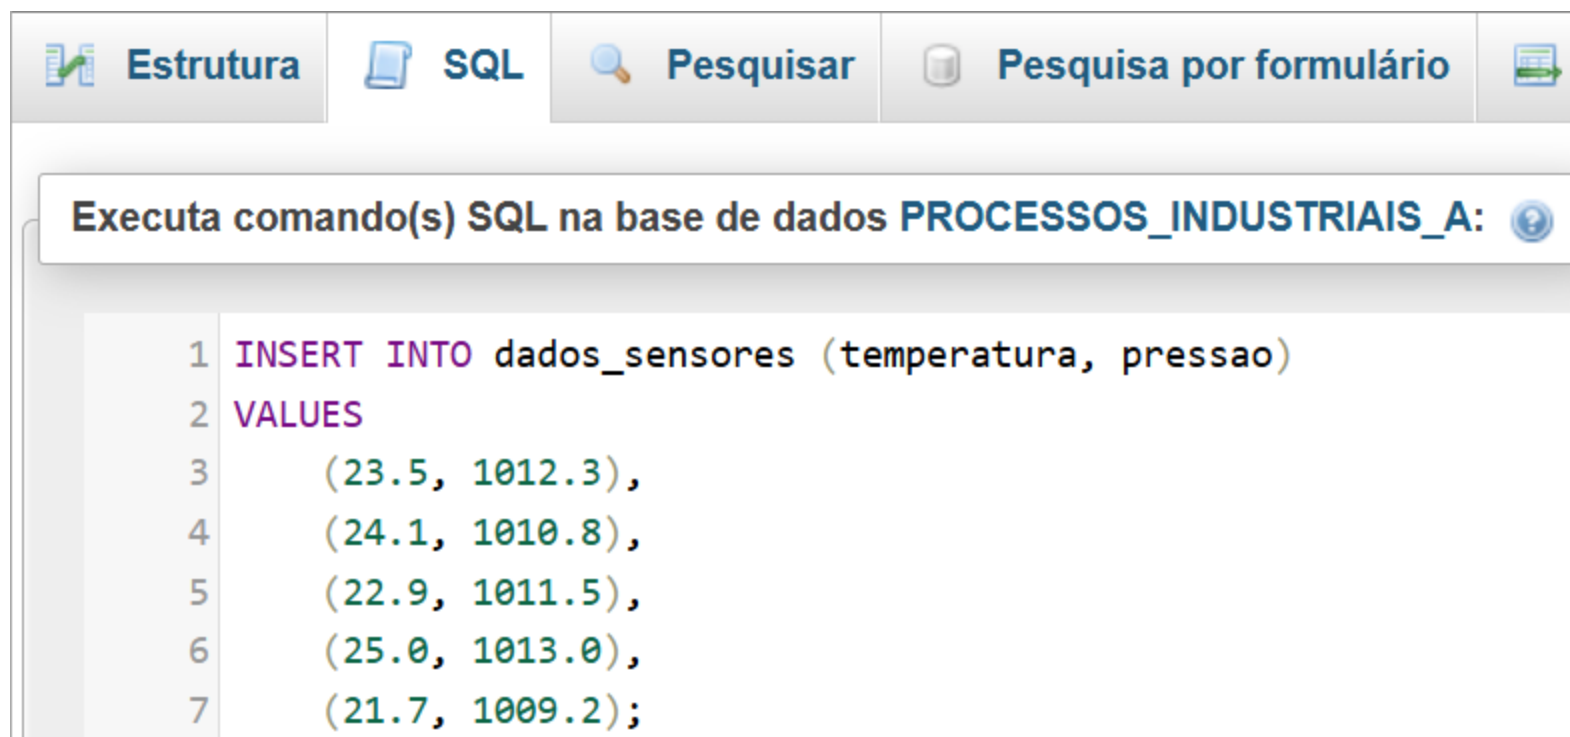 Estrutura SQL Pesquisar Pesquisa por formulário
Executa comando(s) SQL na base de dados PROCESSOS_INDUSTRIAIS_A:
1 INSERT INTO dados_sensores (temperatura, pressao)
2 VALUES
3 (23.5, 1012.3),
4 (24.1, 1010.8),
5 (22.9, 1011.5),
6 (25.0, 1013.0),
7 (21.7, 1009.2);